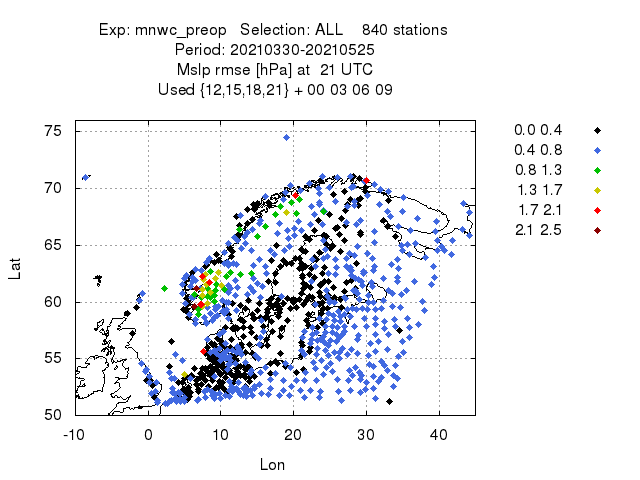 Exp: mnwc_preop   Selection: ALL    840 stations
Period: 20210330-20210525
Mslp rmse [hPa] at  21 UTC
Used {12,15,18,21} + 00 03 06 09
75
70
65
60
55
50
-10 0 10 20 30 40
Lat
Lon
0.0 0.4
0.4 0.8
0.8 1.3
1.3 1.7
1.7 2.1
2.1 2.5